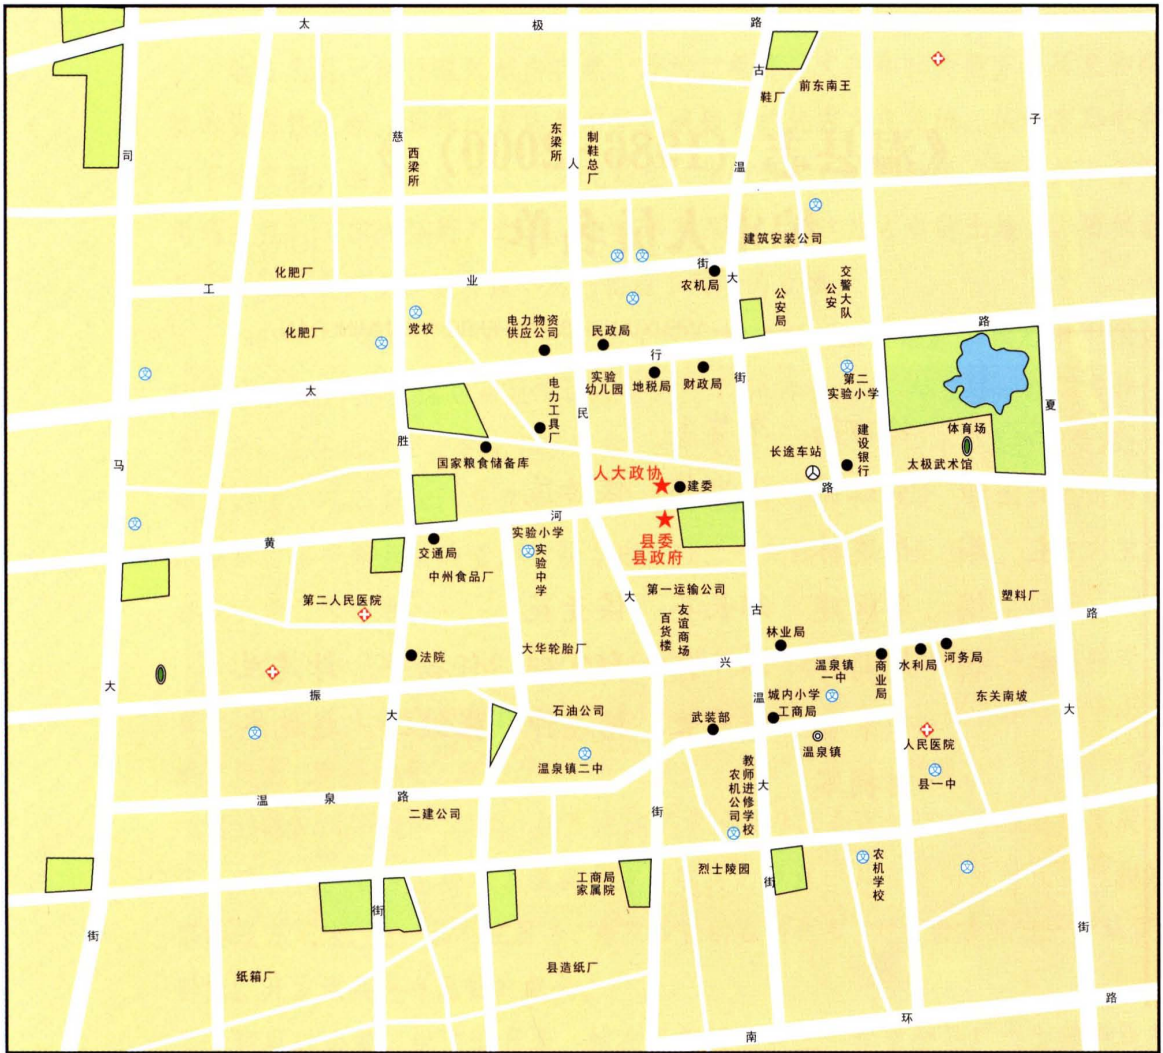 太极路
古温大街
古温大街
司马大街
慈胜大街
人民大街
子夏大街
工业街
太行路
黄河路
振兴路
温泉路
南环路
前东南王
鞋厂
东梁所
制鞋总厂
西梁所
建筑安装公司
化肥厂
农机局
公安局
公安
交警大队
化肥厂
党校
电力物资
供应公司
民政局
实验
幼儿园
地税局
财政局
第二
实验小学
电力工具厂
国家粮食储备库
长途车站
建设银行
体育场
太极武术馆
人大政协
建委
县委
县政府
交通局
实验小学
实验中学
中州食品厂
第一运输公司
第二人民医院
百货楼
友谊商场
塑料厂
林业局
法院
大华轮胎厂
温泉镇
一中
商业局
水利局
河务局
城内小学
工商局
东关南坡
石油公司
武装部
温泉镇
人民医院
温泉镇二中
县一中
农机公司
教师进修学校
二建公司
烈士陵园
工商局
家属院
农机学校
纸箱厂
县造纸厂